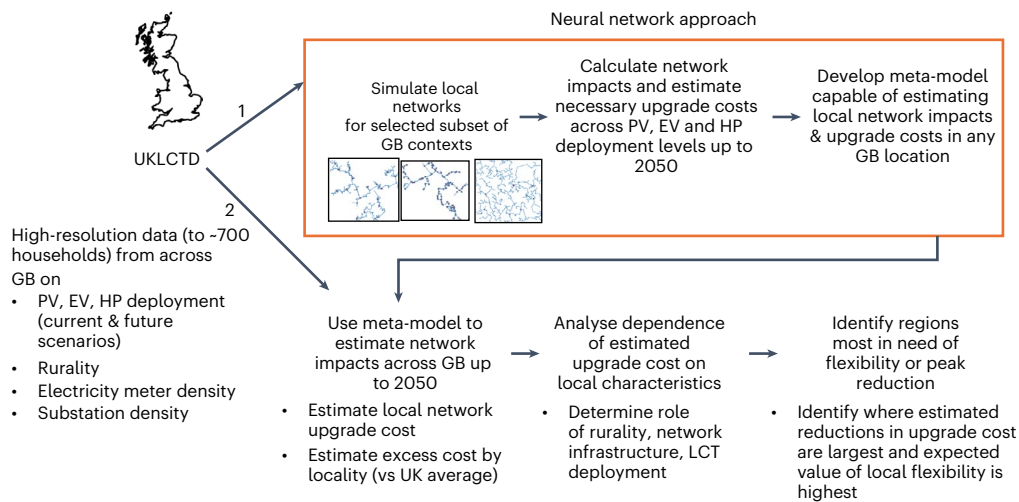 Neural network approach
Simulate local
networks
for selected subset of
GB contexts
Calculate network
impacts and estimate
necessary upgrade costs
across PV, EV and HP
deployment levels up to
2050
Develop meta-model
capable of estimating
local network impacts
& upgrade costs in any
GB location
1
UKLCTD
2
High-resolution data (to ~700
households) from across
GB on
• PV, EV, HP deployment
(current & future
scenarios)
• Rurality
• Electricity meter density
• Substation density
Use meta-model to
estimate network
impacts across GB up
to 2050
• Estimate local network
upgrade cost
• Estimate excess cost by
locality (vs UK average)
Analyse dependence
of estimated
upgrade cost on
local characteristics
• Determine role
of rurality, network
infrastructure, LCT
deployment
Identify regions
most in need of
flexibility or peak
reduction
• Identify where estimated
reductions in upgrade cost
are largest and expected
value of local flexibility is
highest